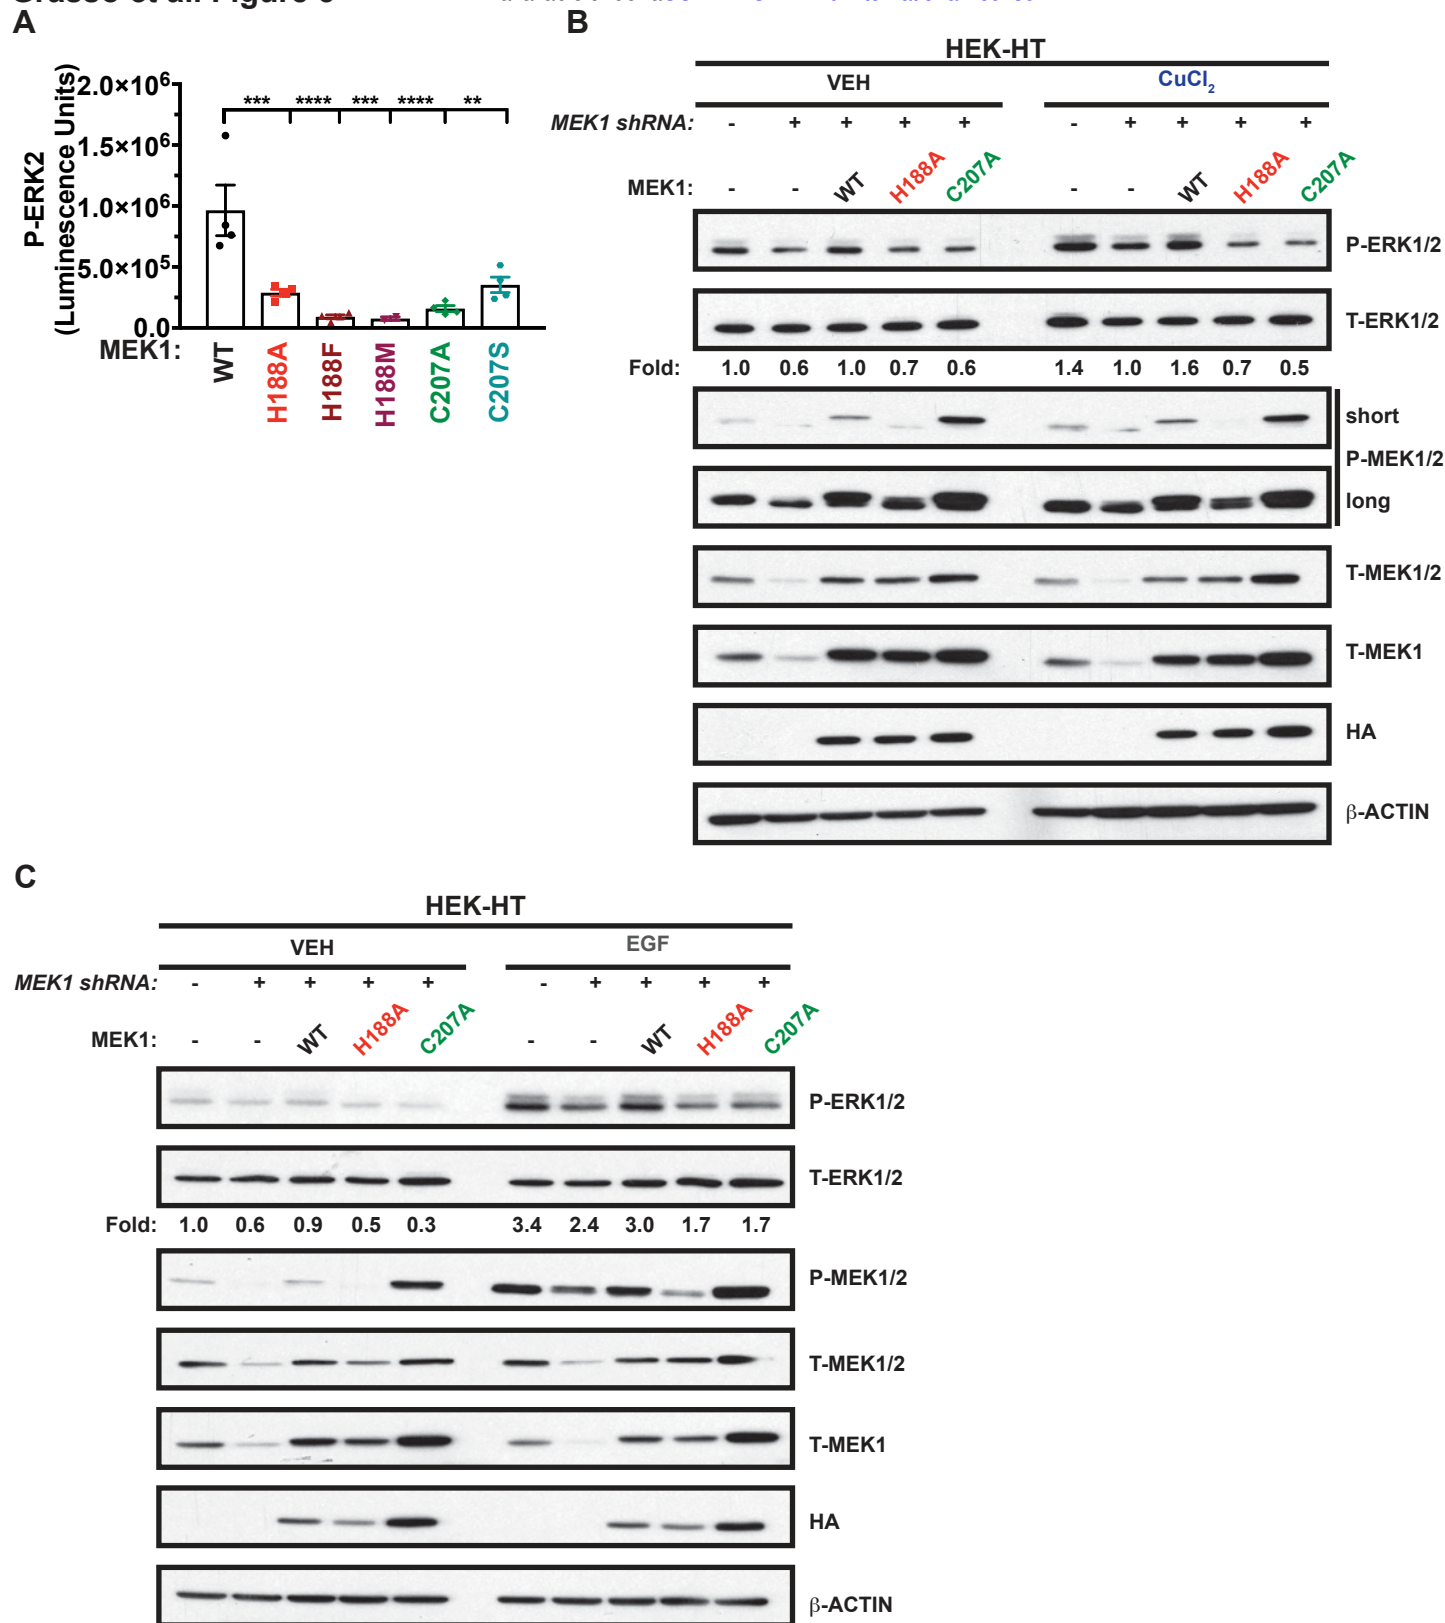 A
P-ERK2
(Luminescence Units)
2.0×10⁶
1.5×10⁶
1.0×10⁶
5.0×10⁵
0.0
*** **** *** **** **
MEK1: WT H188A H188F H188M C207A C207S
B
HEK-HT
VEH CuCl₂
MEK1 shRNA: - + + + + - + + + +
MEK1: - - WT H188A C207A - - WT H188A C207A
P-ERK1/2
T-ERK1/2
Fold: 1.0 0.6 1.0 0.7 0.6 1.4 1.0 1.6 0.7 0.5
short
P-MEK1/2
long
T-MEK1/2
T-MEK1
HA
β-ACTIN
C
HEK-HT
VEH EGF
MEK1 shRNA: - + + + + - + + + +
MEK1: - - WT H188A C207A - - WT H188A C207A
P-ERK1/2
T-ERK1/2
Fold: 1.0 0.6 0.9 0.5 0.3 3.4 2.4 3.0 1.7 1.7
P-MEK1/2
T-MEK1/2
T-MEK1
HA
β-ACTIN